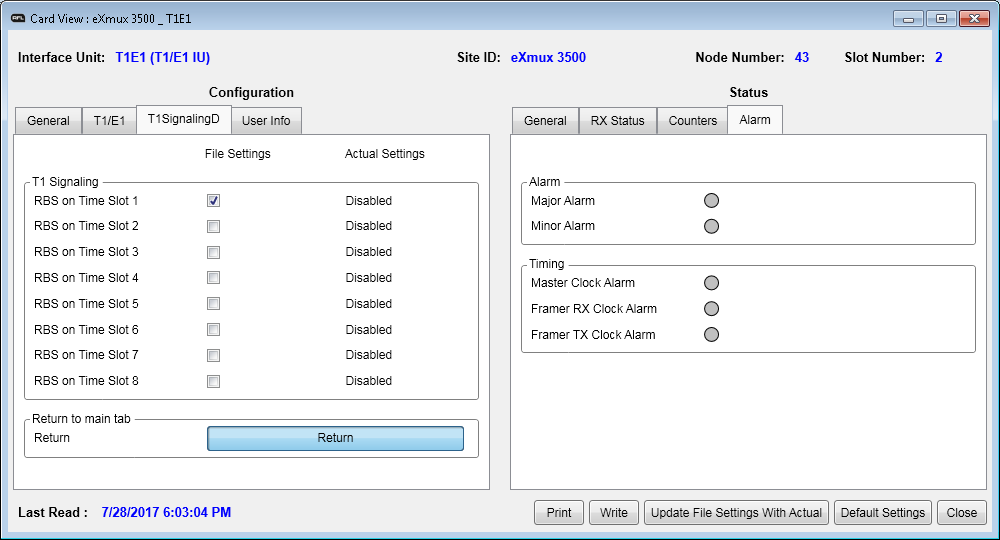 AFL Card View : eXmux 3500 _ T1E1
Interface Unit: T1E1 (T1/E1 IU) Site ID: eXmux 3500 Node Number: 43 Slot Number: 2
Configuration
General T1/E1 T1SignalingD User Info
File Settings Actual Settings
T1 Signaling
RBS on Time Slot 1 Disabled
RBS on Time Slot 2 Disabled
RBS on Time Slot 3 Disabled
RBS on Time Slot 4 Disabled
RBS on Time Slot 5 Disabled
RBS on Time Slot 6 Disabled
RBS on Time Slot 7 Disabled
RBS on Time Slot 8 Disabled
Return to main tab
Return Return
Status
General RX Status Counters Alarm
Alarm
Major Alarm
Minor Alarm
Timing
Master Clock Alarm
Framer RX Clock Alarm
Framer TX Clock Alarm
Last Read : 7/28/2017 6:03:04 PM
Print Write Update File Settings With Actual Default Settings Close